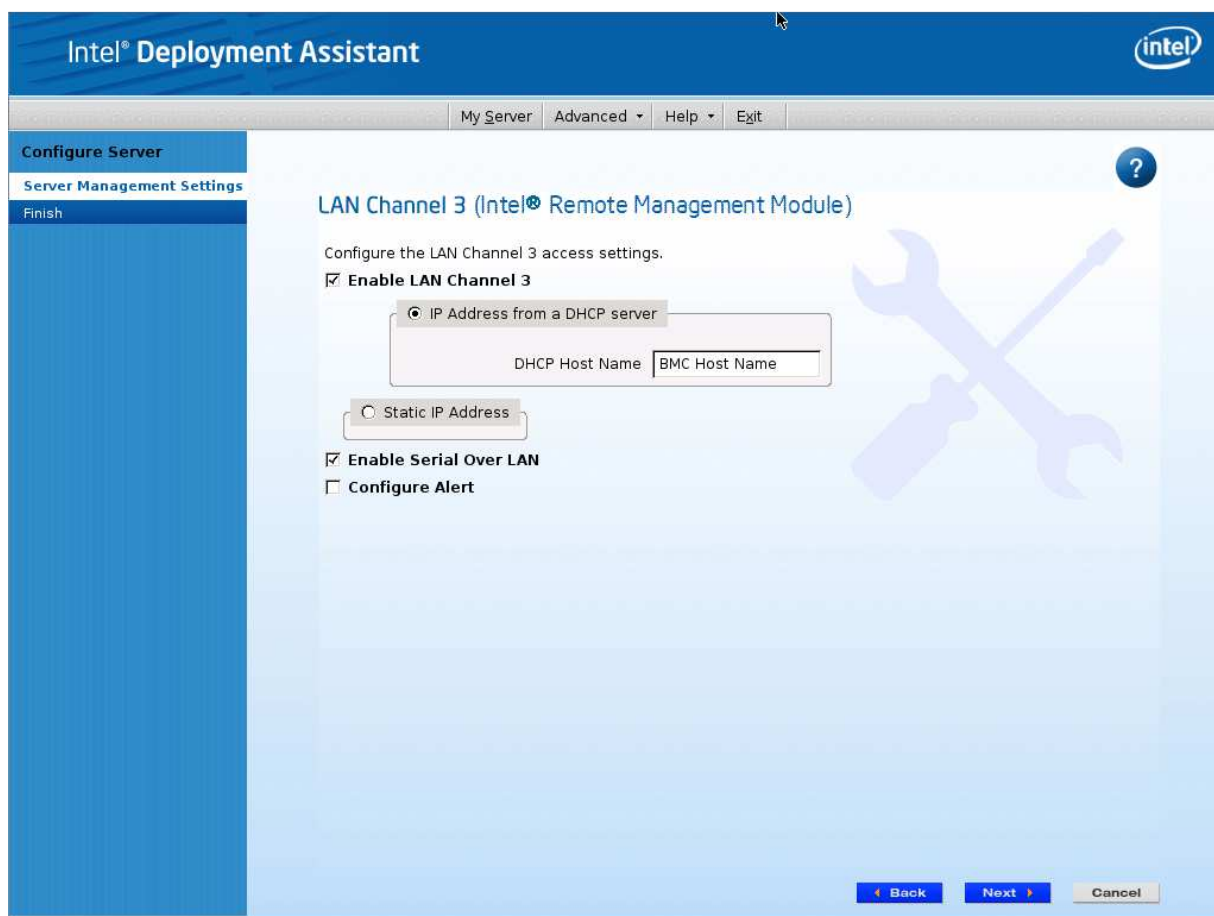 Intel® Deployment Assistant
intel
My Server Advanced Help Exit
Configure Server
Server Management Settings
Finish
?
LAN Channel 3 (Intel® Remote Management Module)
Configure the LAN Channel 3 access settings.
Enable LAN Channel 3
IP Address from a DHCP server
DHCP Host Name BMC Host Name
Static IP Address
Enable Serial Over LAN
Configure Alert
Back Next Cancel